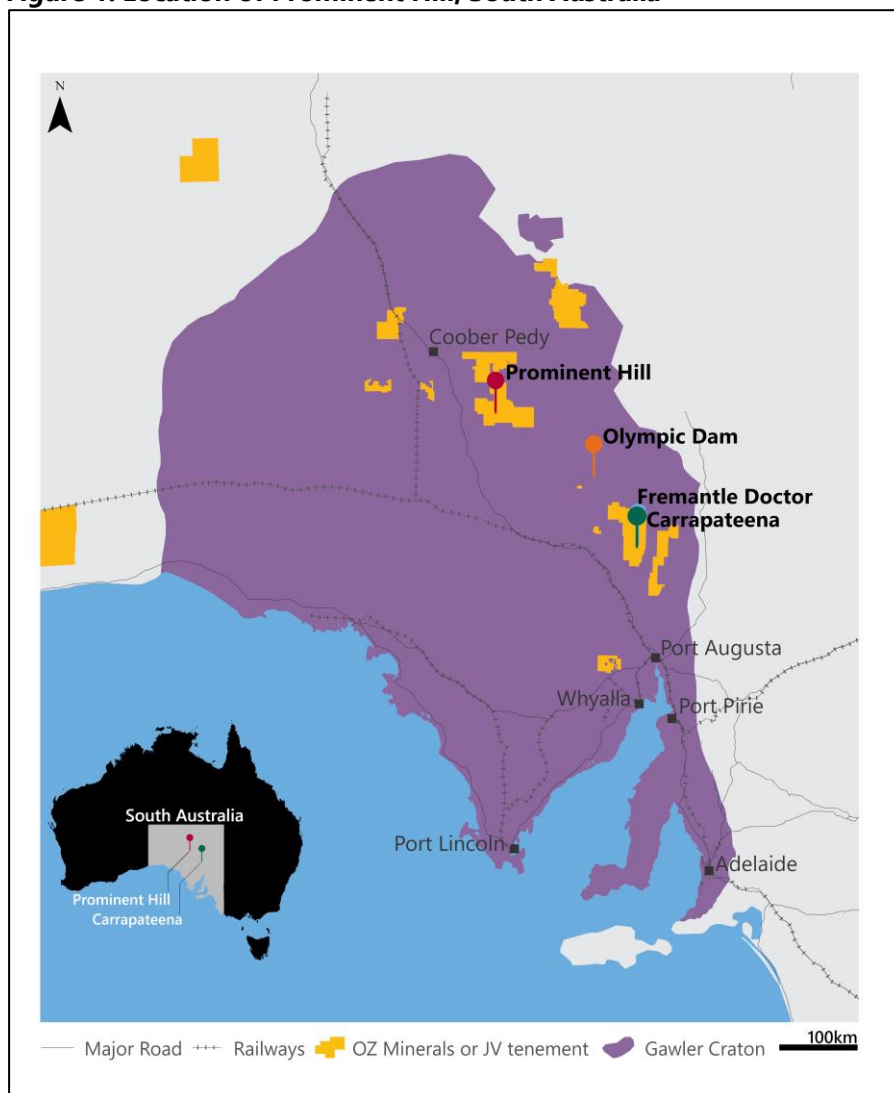 Figure 1: Location of Prominent Hill, South Australia
N
Coober Pedy
Prominent Hill
Olympic Dam
Fremantle Doctor
Carrapateena
Port Augusta
Whyalla
Port Pirie
Port Lincoln
Adelaide
South Australia
Prominent Hill
Carrapateena
Major Road Railways OZ Minerals or JV tenement Gawler Craton 100km